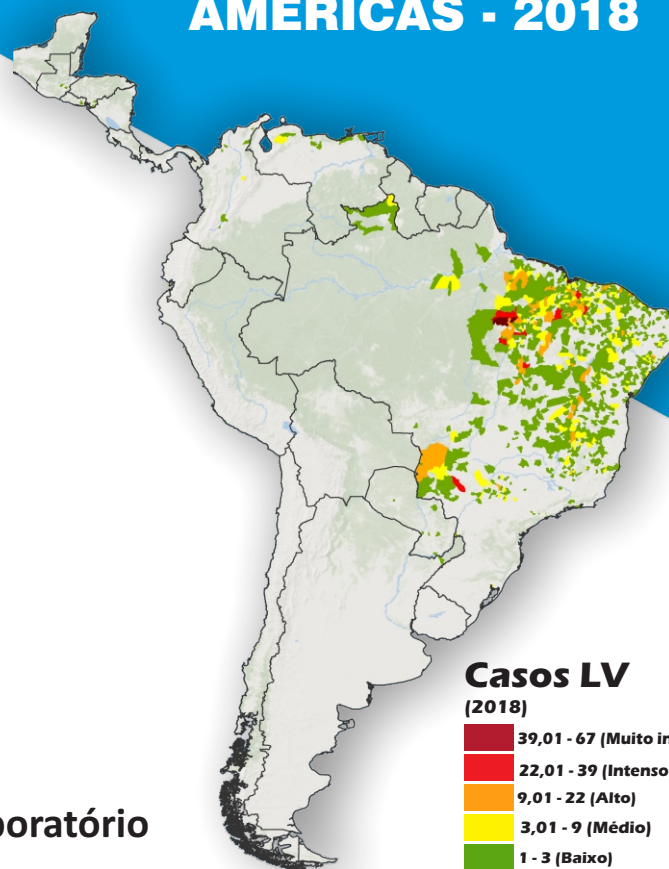 AMÉRICAS - 2018
Casos LV
(2018)
39,01 - 67 (Muito in
22,01 - 39 (Intenso
9,01 - 22 (Alto)
3,01 - 9 (Médio)
1 - 3 (Baixo)
boratório